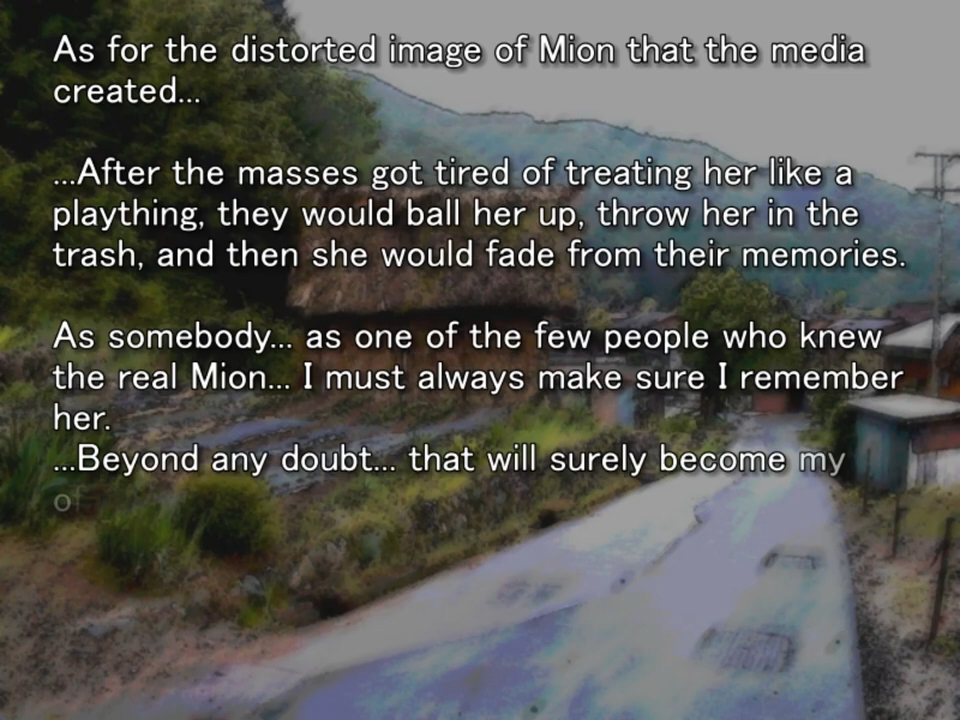 As for the distorted image of Mion that the media
created...
...After the masses got tired of treating her like a
plaything, they would ball her up, throw her in the
trash, and then she would fade from their memories.
As somebody... as one of the few people who knew
the real Mion... I must always make sure I remember
her.
...Beyond any doubt... that will surely become my
of